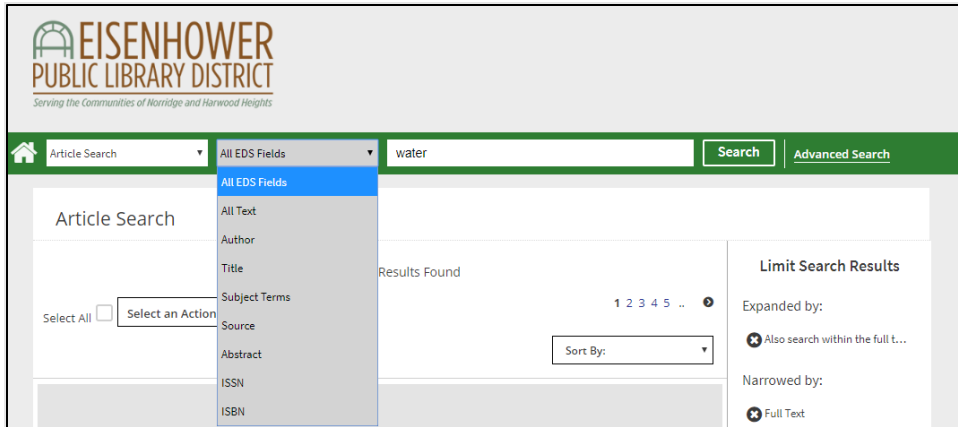 EISENHOWER
PUBLIC LIBRARY DISTRICT
Serving the Communities of Norridge and Harwood Heights
Article Search All EDS Fields water Search Advanced Search
All EDS Fields
All Text
Author
Title
Subject Terms
Source
Abstract
ISSN
ISBN
Article Search
Results Found
1 2 3 4 5 ..
Select All Select an Action
Sort By:
Limit Search Results
Expanded by:
Also search within the full t...
Narrowed by:
Full Text